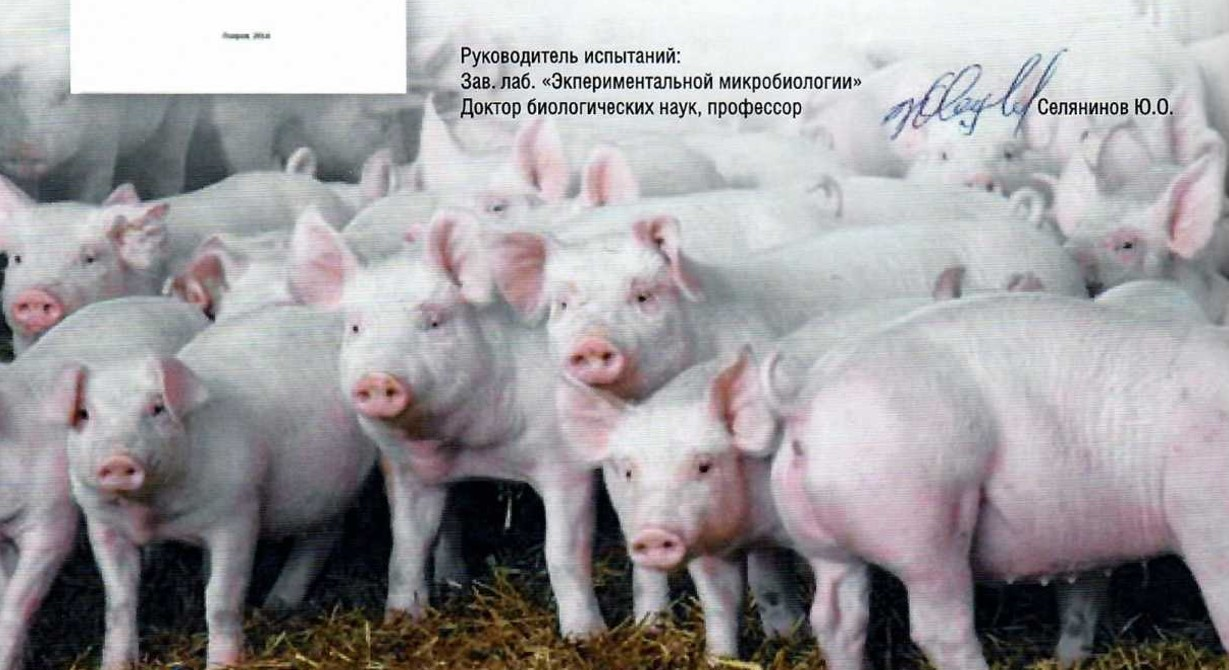 Руководитель испытаний:
Зав. лаб. «Экпериментальной микробиологии»
Доктор биологических наук, профессор
Селянинов Ю.О.